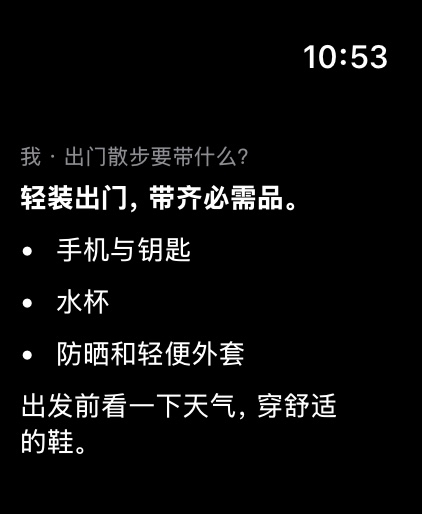 10:53
我 · 出门散步要带什么?
轻装出门, 带齐必需品。
• 手机与钥匙
• 水杯
• 防晒和轻便外套
出发前看一下天气, 穿舒适
的鞋。